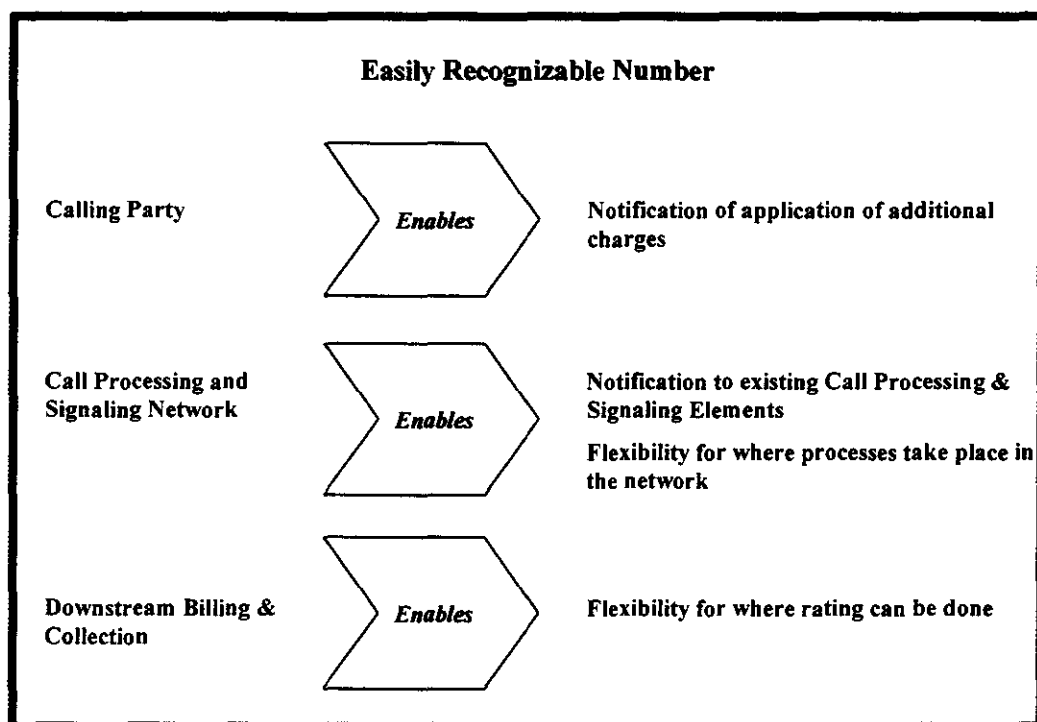 Easily Recognizable Number
Calling Party
Enables
Notification of application of additional
charges
Call Processing and
Signaling Network
Enables
Notification to existing Call Processing &
Signaling Elements
Flexibility for where processes take place in
the network
Downstream Billing &
Collection
Enables
Flexibility for where rating can be done